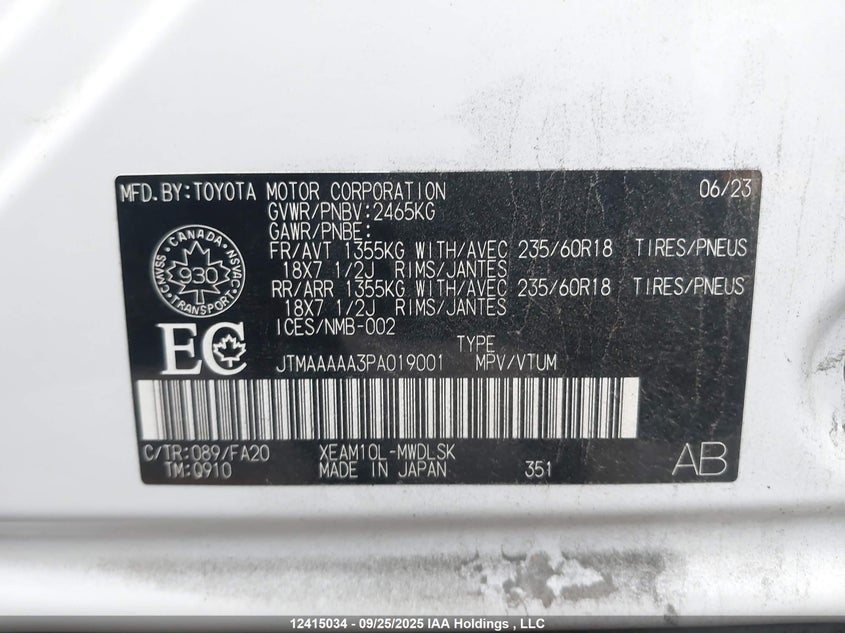 MFD.BY:TOYOTA MOTOR CORPORATION 06/23
GVWR/PNBV:2465KG
GAWR/PNBE:
FR/AVT 1355KG WITH/AVEC 235/60R18 TIRES/PNEUS
18X7 1/2J RIMS/JANTES
RR/ARR 1355KG WITH/AVEC 235/60R18 TIRES/PNEUS
18X7 1/2J RIMS/JANTES
ICES/NMB-002
CANADA
CMVSS 930 NSVAC
TRANSPORT
EC
TYPE
JTMAAAAA3PA019001 MPV/VTUM
C/TR:089/FA20 XEAM10L-MWDLSK
TM:0910 MADE IN JAPAN 351 AB
12415034 - 09/25/2025 IAA Holdings , LLC